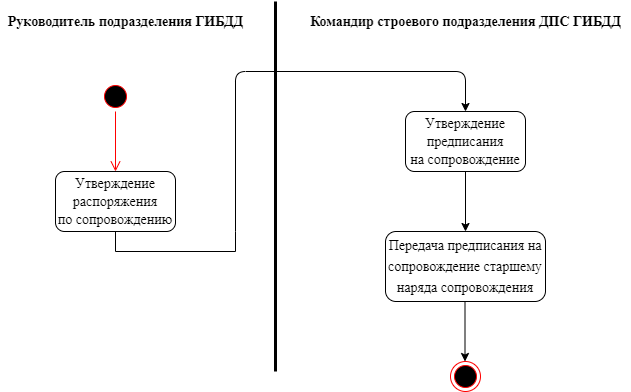 Руководитель подразделения ГИБДД
Командир строевого подразделения ДПС ГИБДД
Утверждение
распоряжения
по сопровождению
Утверждение
предписания
на сопровождение
Передача предписания на
сопровождение старшему
наряда сопровождения